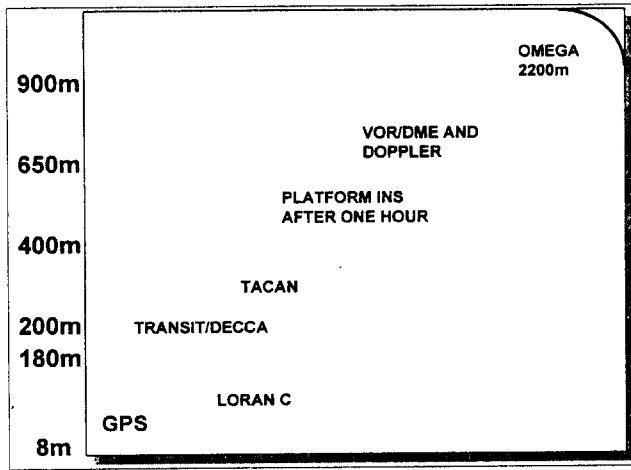 OMEGA
2200m
900m
VOR/DME AND
DOPPLER
650m
PLATFORM INS
AFTER ONE HOUR
400m
TACAN
200m
TRANSIT/DECCA
180m
LORAN C
GPS
8m